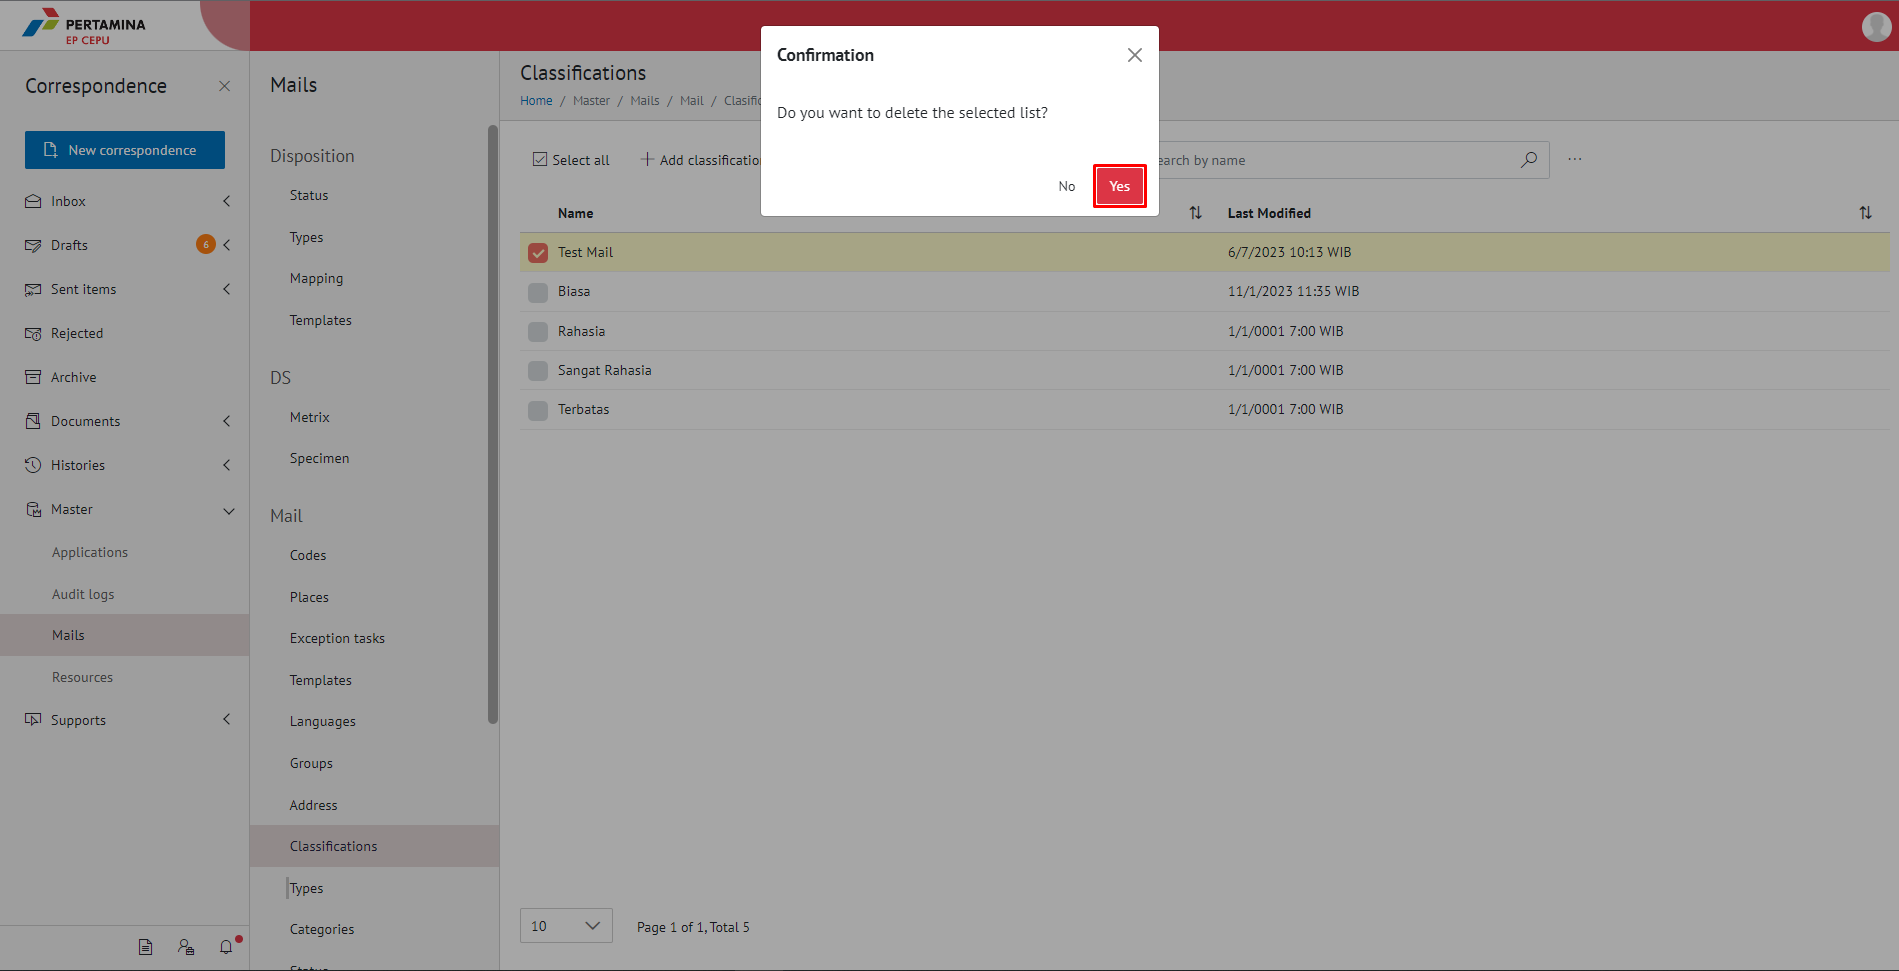 PERTAMINA
EP CEPU
Correspondence
New correspondence
Inbox
Drafts
6
Sent items
Rejected
Archive
Documents
Histories
Master
Applications
Audit logs
Mails
Resources
Supports
Mails
Disposition
Status
Types
Mapping
Templates
DS
Metrix
Specimen
Mail
Codes
Places
Exception tasks
Templates
Languages
Groups
Address
Classifications
Types
Categories
Classifications
Home / Master / Mails / Mail /
Select all
Add
by name
...
Confirmation
Do you want to delete the selected list?
No
Yes
Name
Last Modified
Test Mail
6/7/2023 10:13 WIB
Biasa
11/1/2023 11:35 WIB
Rahasia
1/1/0001 7:00 WIB
Sangat Rahasia
1/1/0001 7:00 WIB
Terbatas
1/1/0001 7:00 WIB
10
Page 1 of 1, Total 5